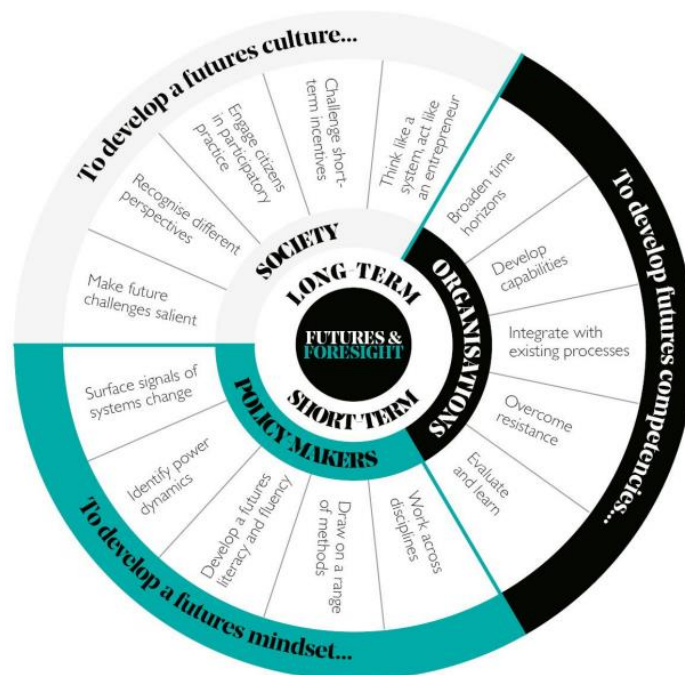 To develop a futures culture...
Make future
challenges salient
Recognise different
perspectives
Engage citizens
in participatory
practice
Challenge short-
term incentives
Think like a
system, act like
an entrepreneur
SOCIETY
To develop futures competencies...
Broaden time
horizons
Develop
capabilities
Integrate with
existing processes
Overcome
resistance
Evaluate
and learn
ORGANISATIONS
LONG-TERM
FUTURES &
FORESIGHT
SHORT-TERM
POLICY-MAKERS
Surface signals of
systems change
Identify power
dynamics
Develop a futures
literacy and fluency
Draw on a range
of methods
Work across
disciplines
To develop a futures mindset...